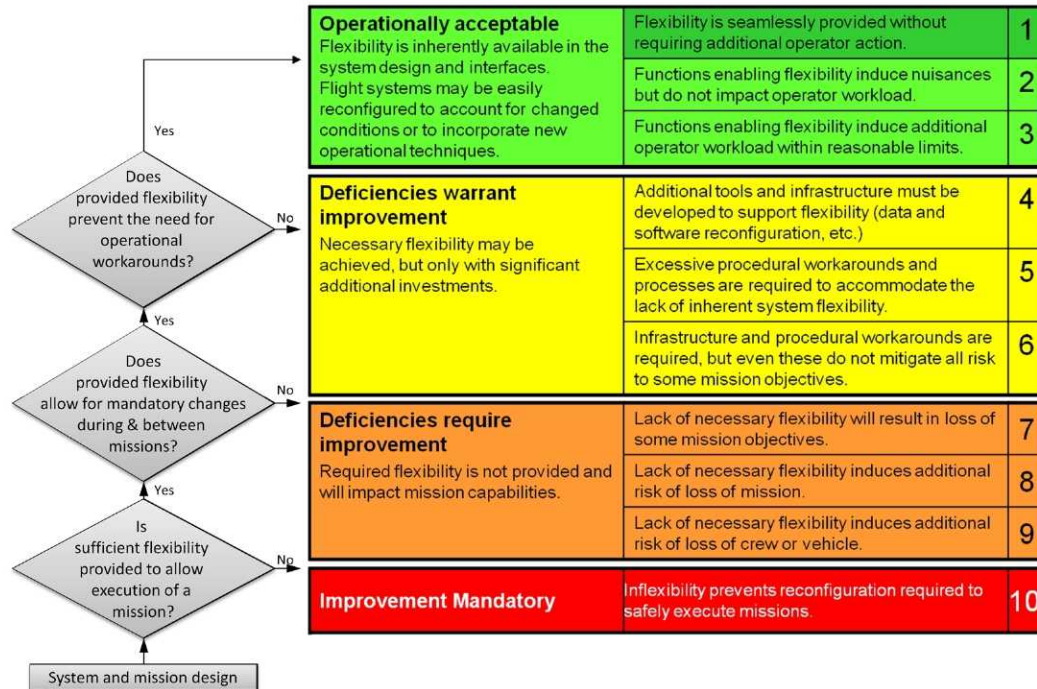 Operationally acceptable
Flexibility is inherently available in the
system design and interfaces.
Flight systems may be easily
reconfigured to account for changed
conditions or to incorporate new
operational techniques.
Flexibility is seamlessly provided without
requiring additional operator action.
1
Functions enabling flexibility induce nuisances
but do not impact operator workload.
2
Functions enabling flexibility induce additional
operator workload within reasonable limits.
3
Yes
Does
provided flexibility
prevent the need for
operational
workarounds?
No
Deficiencies warrant
improvement
Necessary flexibility may be
achieved, but only with significant
additional investments.
Additional tools and infrastructure must be
developed to support flexibility (data and
software reconfiguration, etc.)
4
Excessive procedural workarounds and
processes are required to accommodate the
lack of inherent system flexibility.
5
Infrastructure and procedural workarounds are
required, but even these do not mitigate all risk
to some mission objectives.
6
Yes
Does
provided flexibility
allow for mandatory changes
during & between
missions?
No
Deficiencies require
improvement
Required flexibility is not provided and
will impact mission capabilities.
Lack of necessary flexibility will result in loss of
some mission objectives.
7
Lack of necessary flexibility induces additional
risk of loss of mission.
8
Lack of necessary flexibility induces additional
risk of loss of crew or vehicle.
9
Yes
Is
sufficient flexibility
provided to allow
execution of a
mission?
No
Improvement Mandatory
Inflexibility prevents reconfiguration required to
safely execute missions.
10
System and mission design